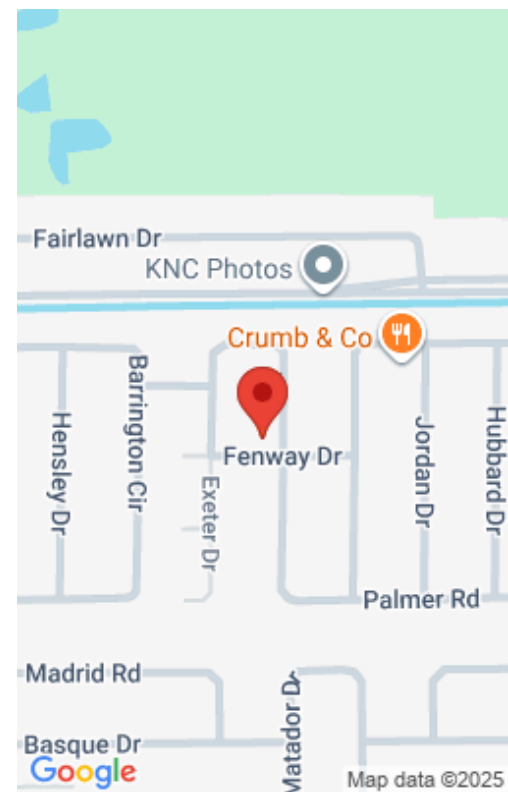 Fairlawn Dr
KNC Photos
Crumb & Co
Barrington Cir
Hensley Dr
Hubbard Dr
Jordan Dr
Fenway Dr
Exeter Dr
Palmer Rd
Madrid Rd
Matador Dr
Basque Dr
Google
Map data ©2025